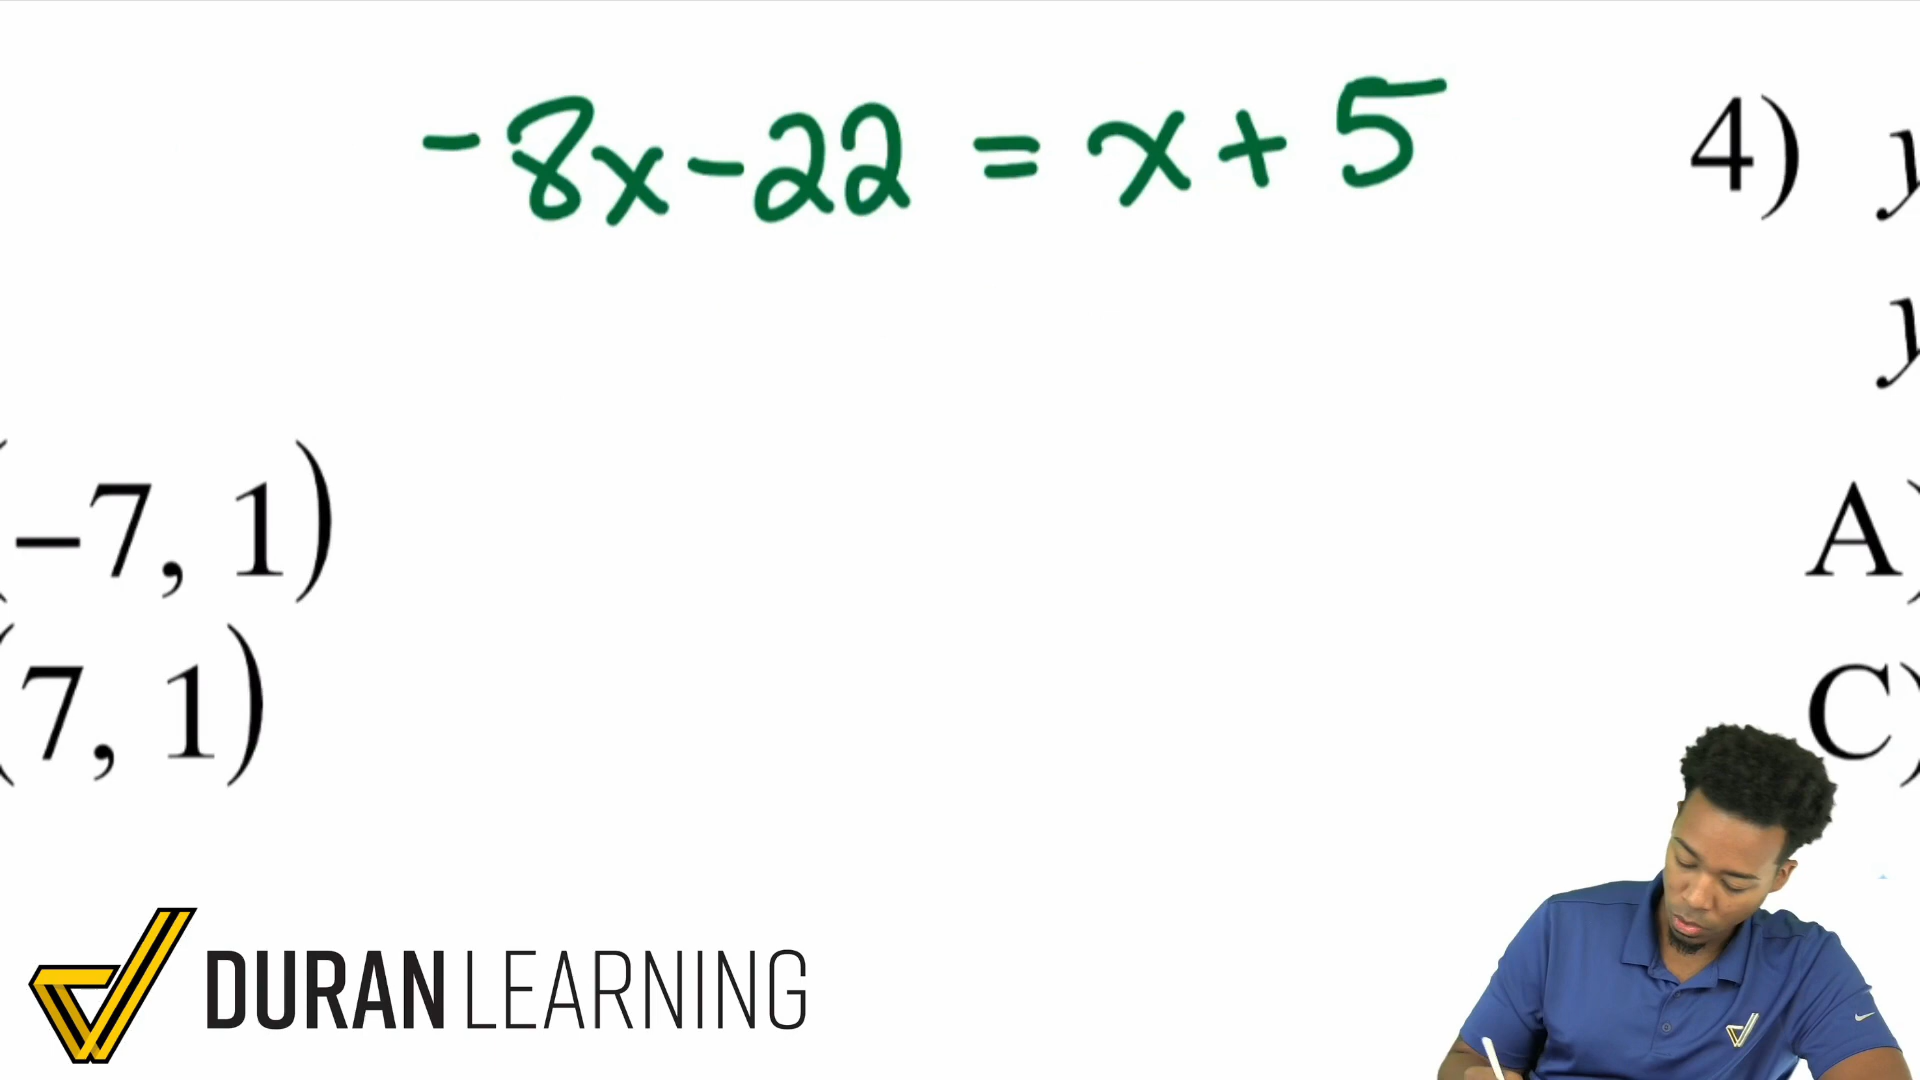 -8x-22 = x+5
4) y
y
(−7, 1)
A)
(7, 1)
C)
DURAN LEARNING